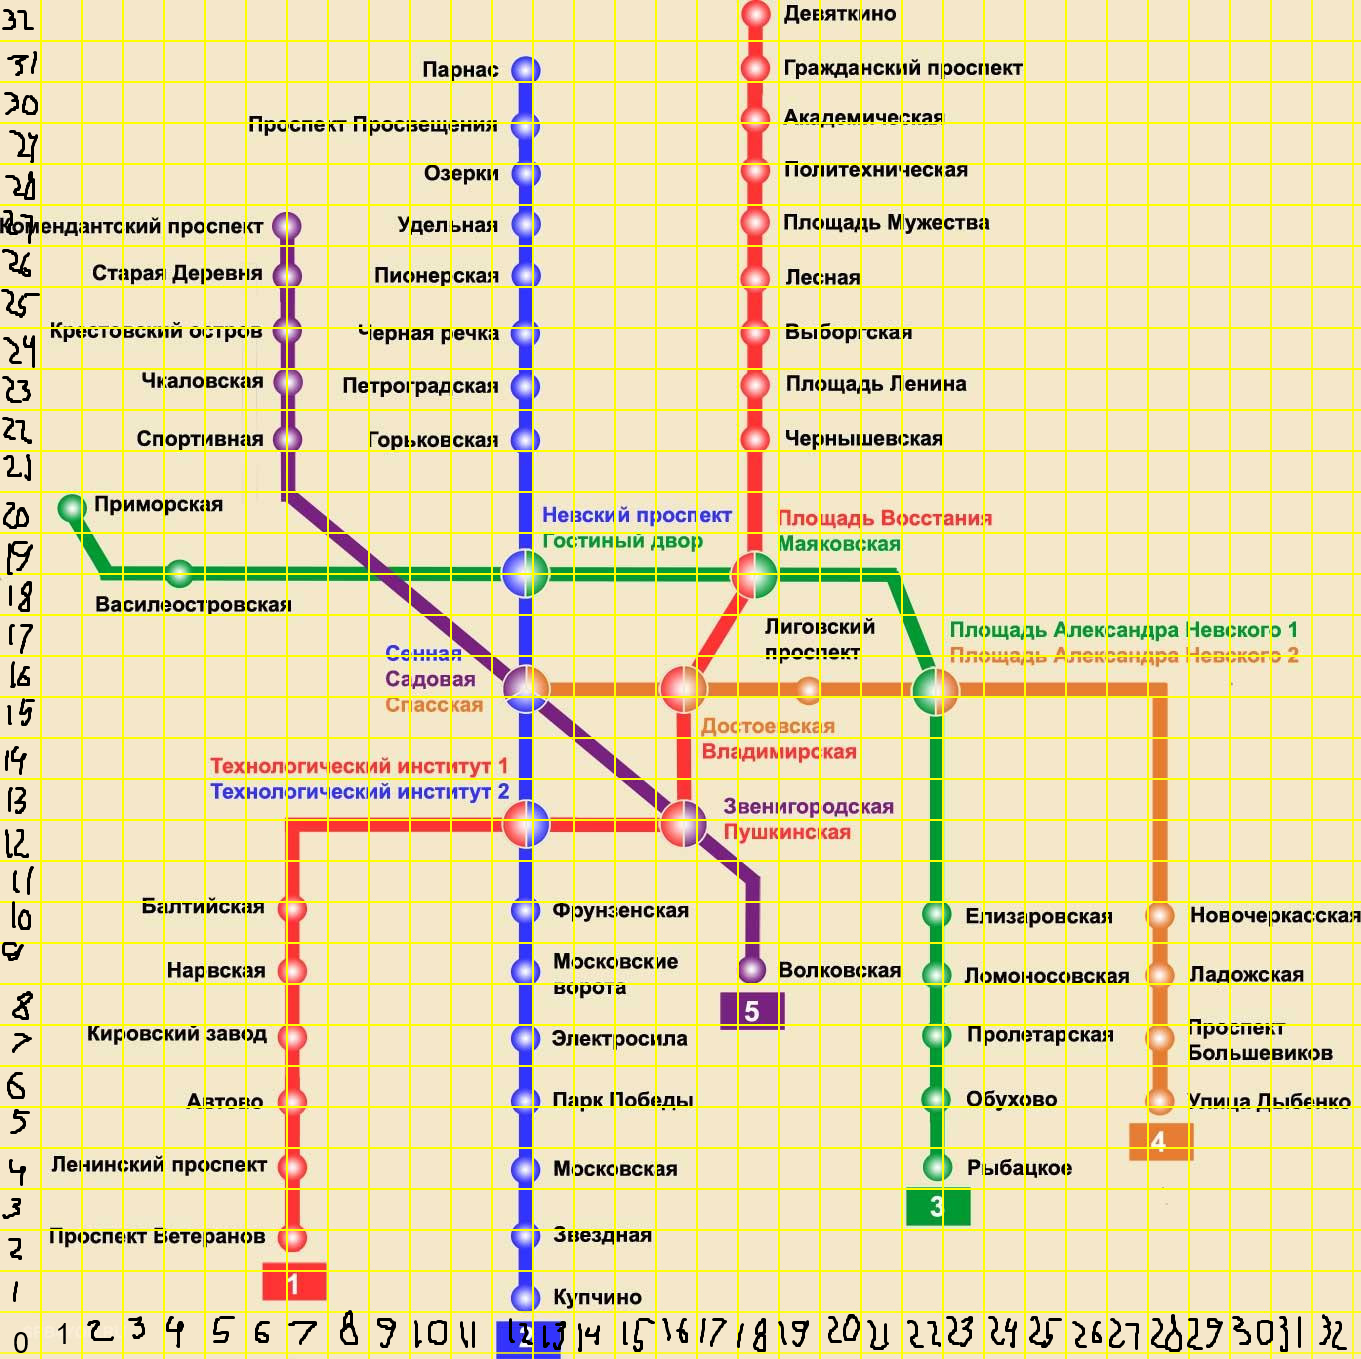 32
Девяткино
31
Парнас
Гражданский проспект
30
Проспект Просвещения
Академическая
29
Озерки
Политехническая
28
27
Комендантский проспект
Удельная
Площадь Мужества
26
Старая Деревня
Пионерская
Лесная
25
Крестовский остров
Черная речка
Выборгская
24
23
Чкаловская
Петроградская
Площадь Ленина
22
Спортивная
Горьковская
Чернышевская
21
20
Приморская
Невский проспект
Гостиный двор
Площадь Восстания
Маяковская
19
18
Василеостровская
17
Лиговский
проспект
Площадь Александра Невского 1
Площадь Александра Невского 2
16
Сенная
Садовая
Спасская
15
Достоевская
Владимирская
14
Технологический институт 1
Технологический институт 2
13
Звенигородская
Пушкинская
12
11
10
Балтийская
Фрунзенская
Елизаровская
Новочеркасская
9
Нарвская
Московские
ворота
Волковская
Ломоносовская
Ладожская
8
5
7
Кировский завод
Электросила
Пролетарская
Проспект
Большевиков
6
Автово
Парк Победы
Обухово
Улица Дыбенко
5
4
4
Ленинский проспект
Московская
Рыбацкое
3
3
2
Проспект Ветеранов
Звездная
1
1
Купчино
0 1 2 3 4 5 6 7 8 9 10 11 12 13 14 15 16 17 18 19 20 21 22 23 24 25 26 27 28 29 30 31 32
2